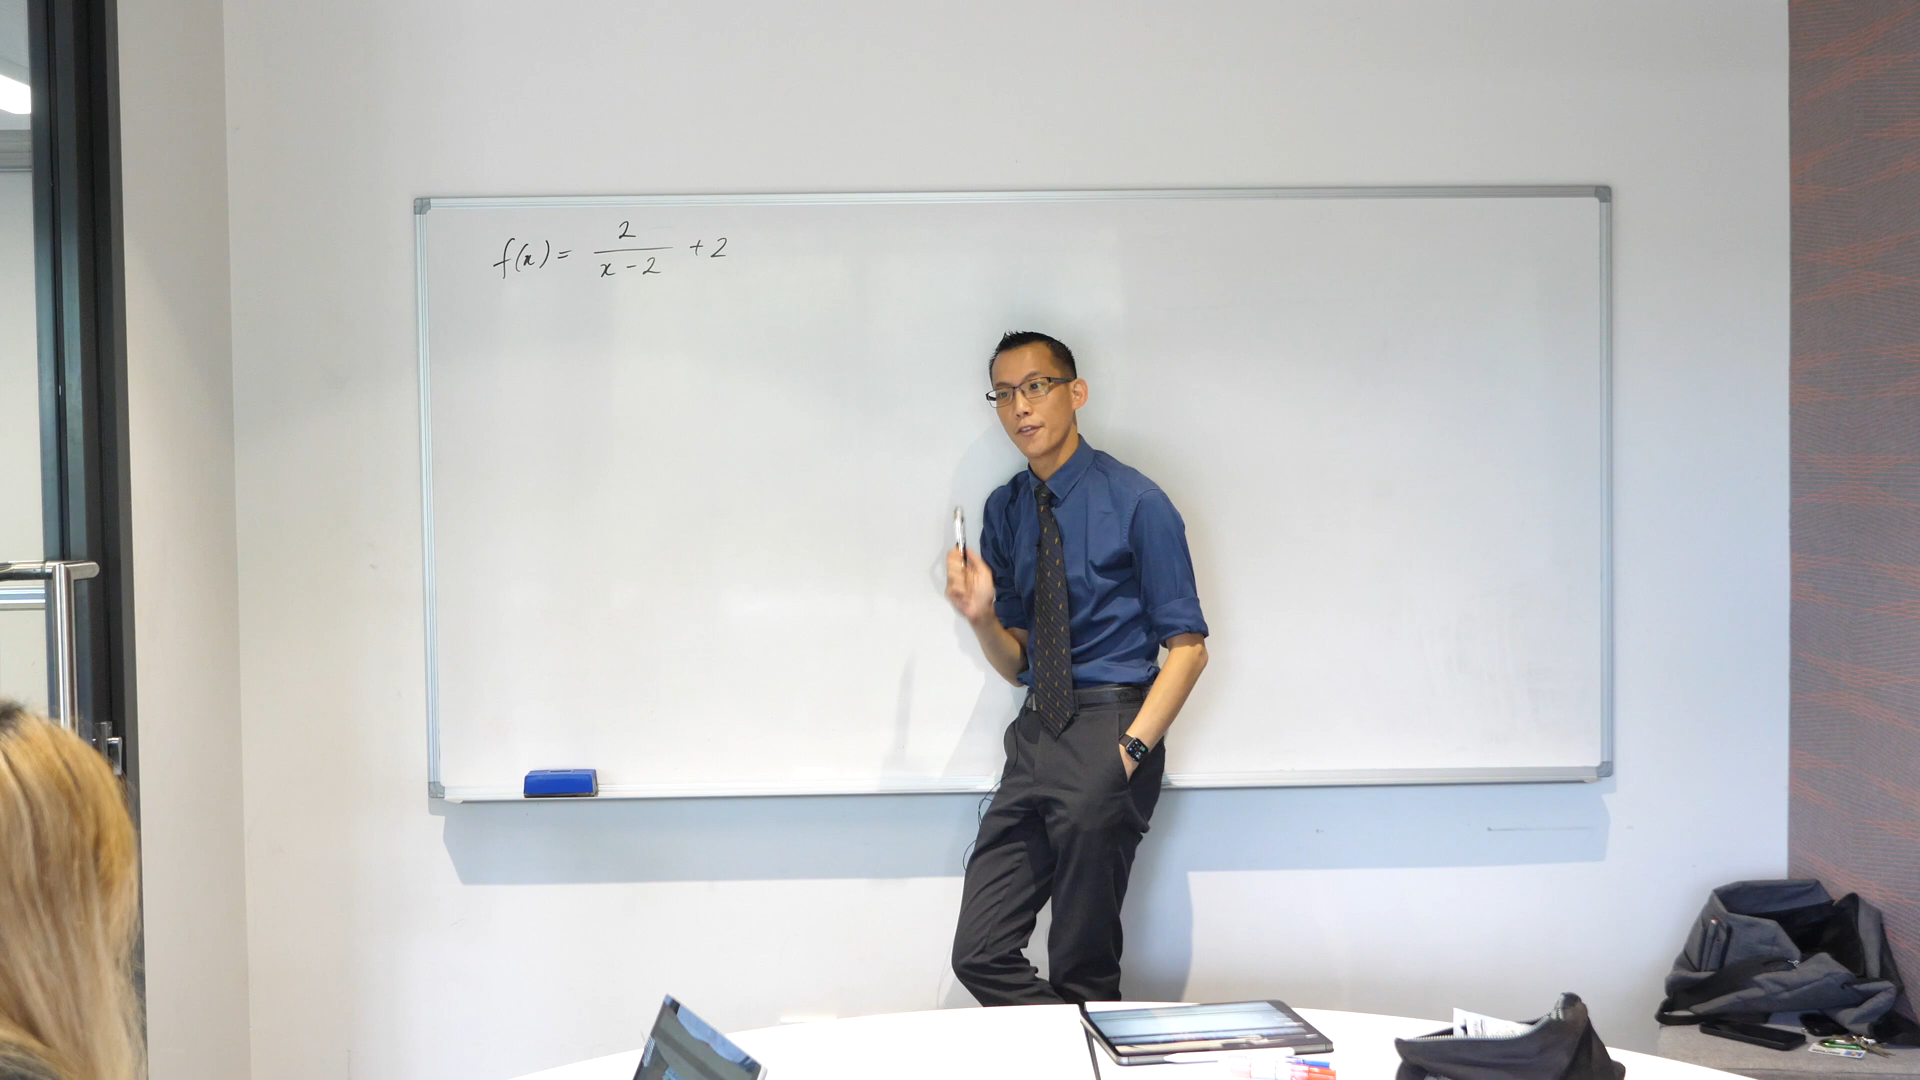 f(x) = 2/(x-2) + 2